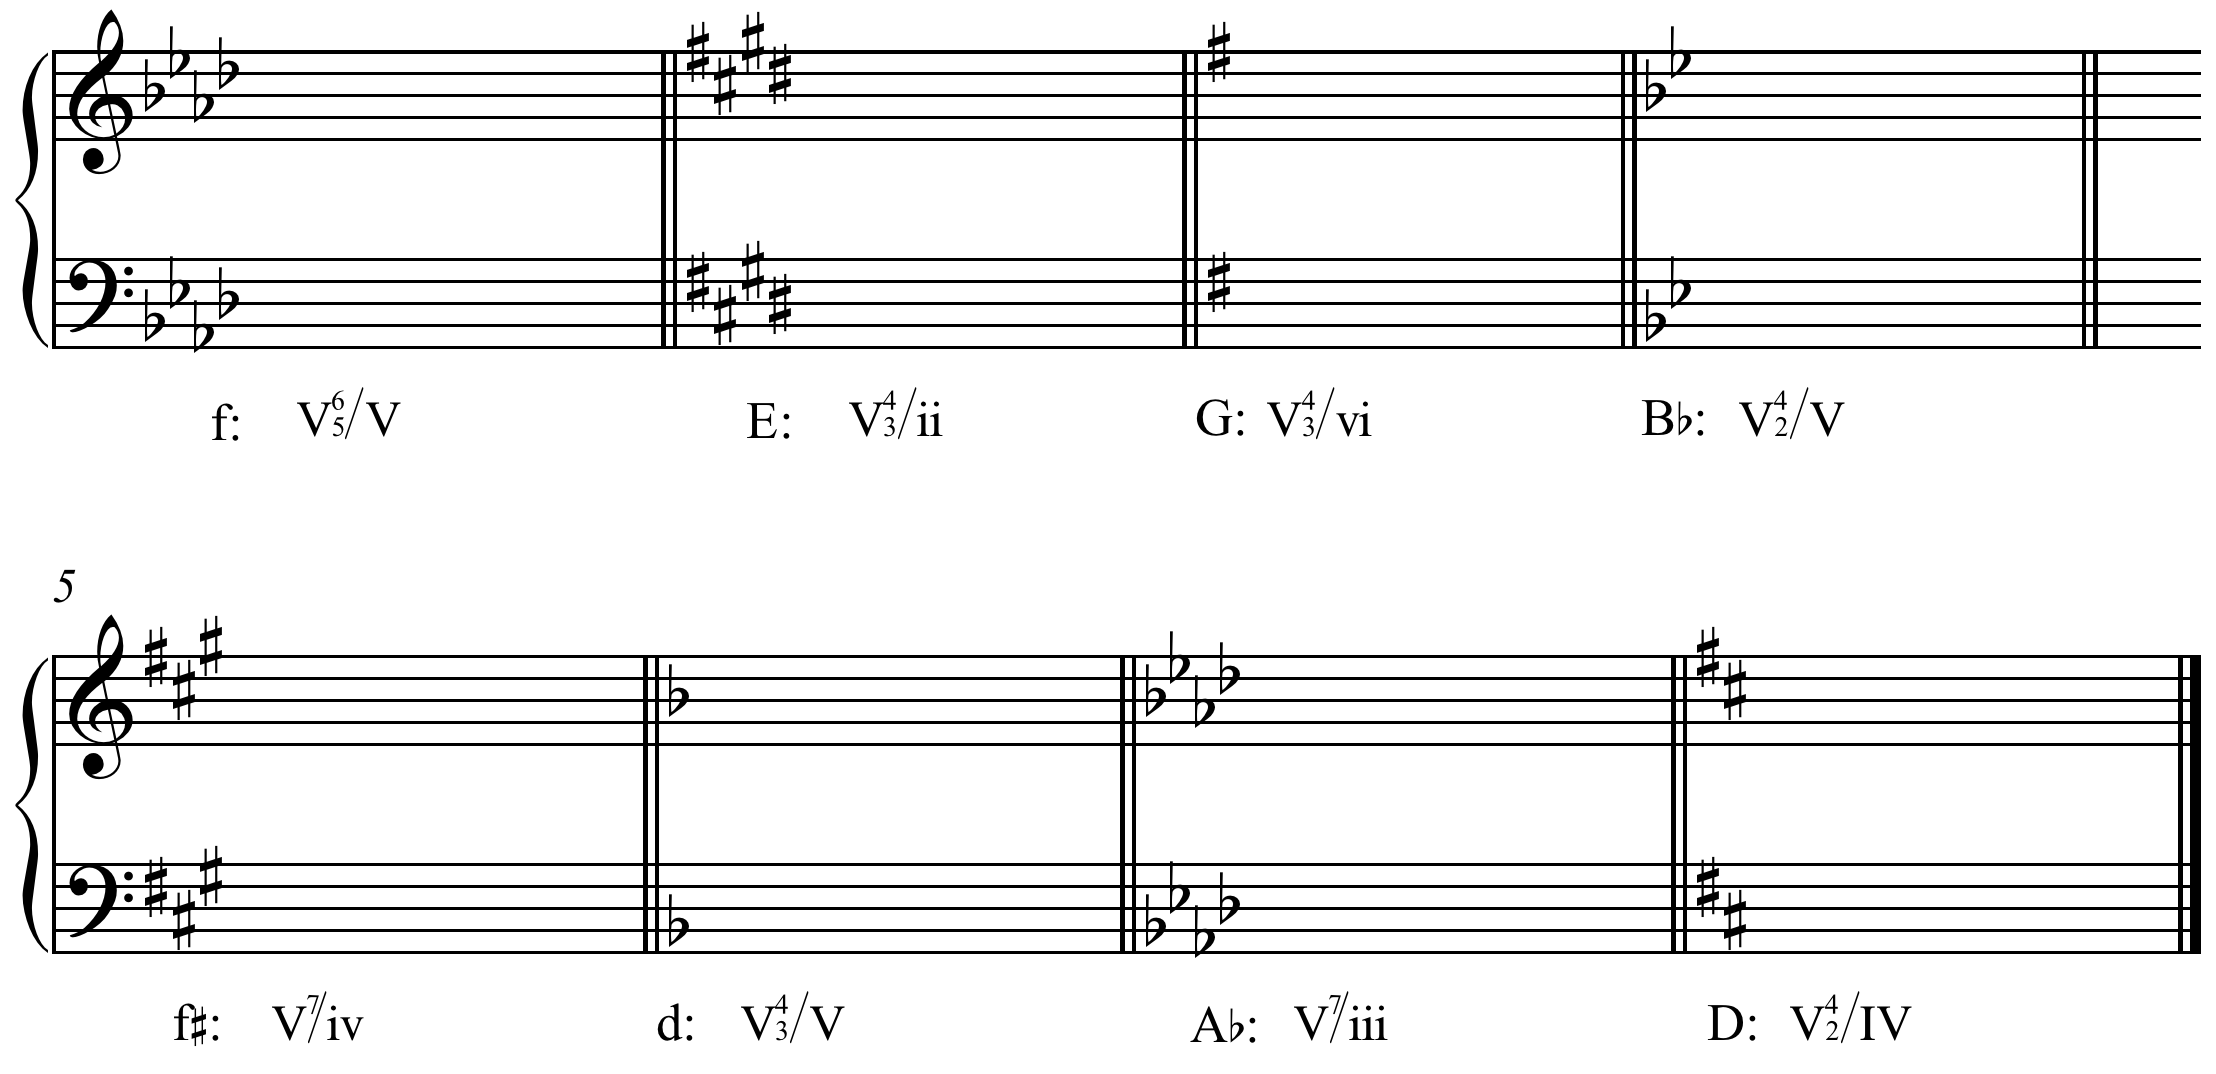 f: V6/5/V E: V4/3/ii G: V4/3/vi B♭: V4/2/V
5
f♯: V7/iv d: V4/3/V A♭: V7/iii D: V4/2/IV